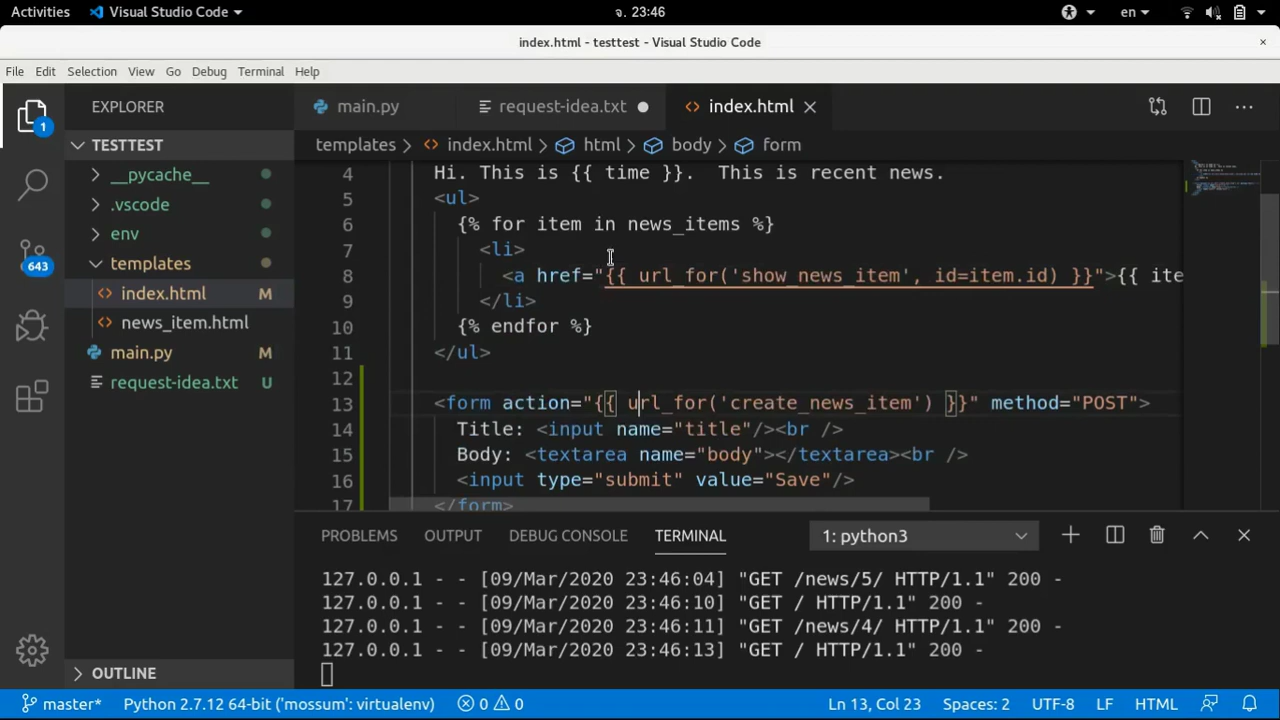 Activities Visual Studio Code จ. 23:46 en
index.html - testtest - Visual Studio Code
File Edit Selection View Go Debug Terminal Help
EXPLORER main.py request-idea.txt index.html
TESTTEST
templates index.html html body form
__pycache__
.vscode
env
templates
index.html M
news_item.html
main.py M
request-idea.txt U
OUTLINE
1
643
4 Hi. This is {{ time }}.  This is recent news.
5 <ul>
6 {% for item in news_items %}
7 <li>
8 <a href="{{ url_for('show_news_item', id=item.id) }}">{{ ite
9 </li>
10 {% endfor %}
11 </ul>
12
13 <form action="{{ url_for('create_news_item') }}" method="POST">
14 Title: <input name="title"/><br />
15 Body: <textarea name="body"></textarea><br />
16 <input type="submit" value="Save"/>
17 </form>
PROBLEMS OUTPUT DEBUG CONSOLE TERMINAL 1: python3
127.0.0.1 - - [09/Mar/2020 23:46:04] "GET /news/5/ HTTP/1.1" 200 -
127.0.0.1 - - [09/Mar/2020 23:46:10] "GET / HTTP/1.1" 200 -
127.0.0.1 - - [09/Mar/2020 23:46:11] "GET /news/4/ HTTP/1.1" 200 -
127.0.0.1 - - [09/Mar/2020 23:46:13] "GET / HTTP/1.1" 200 -
master* Python 2.7.12 64-bit ('mossum': virtualenv) 0 0 Ln 13, Col 23 Spaces: 2 UTF-8 LF HTML